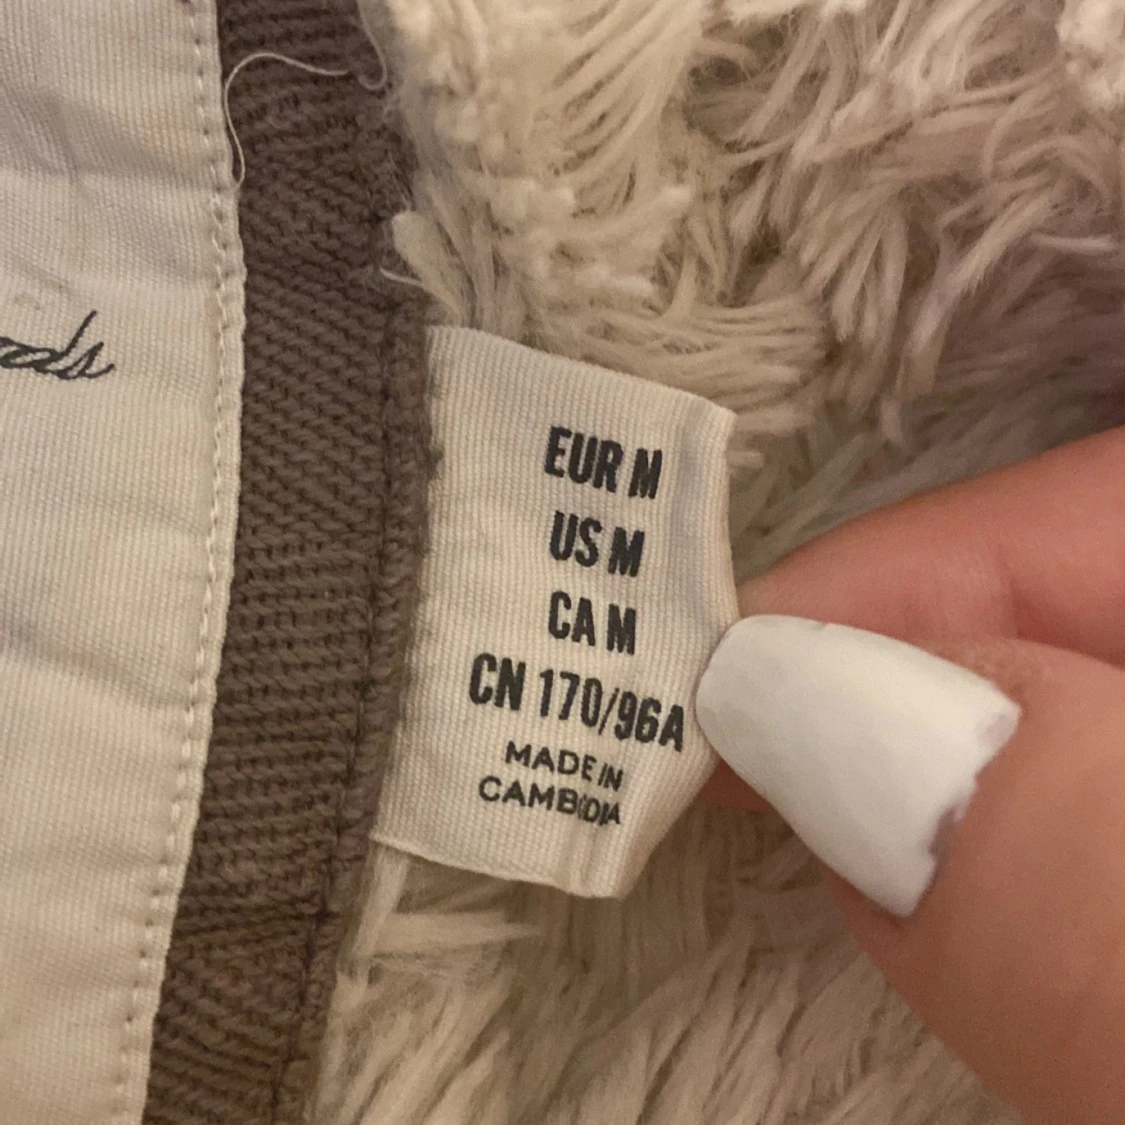 EUR M
US M
CA M
CN 170/96A
MADE IN
CAMBODIA